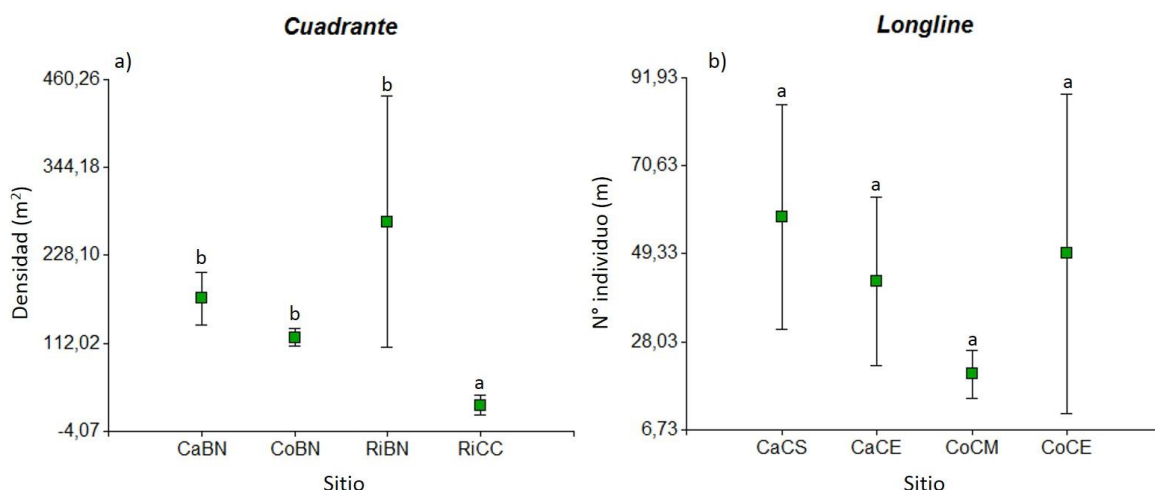 Cuadrante
a)
460,26
344,18
228,10
112,02
-4,07
Densidad (m²)
b
b
b
a
CaBN CoBN RiBN RiCC
Sitio
Longline
b)
91,93
70,63
49,33
28,03
6,73
N° individuo (m)
a
a
a
a
CaCS CaCE CoCM CoCE
Sitio